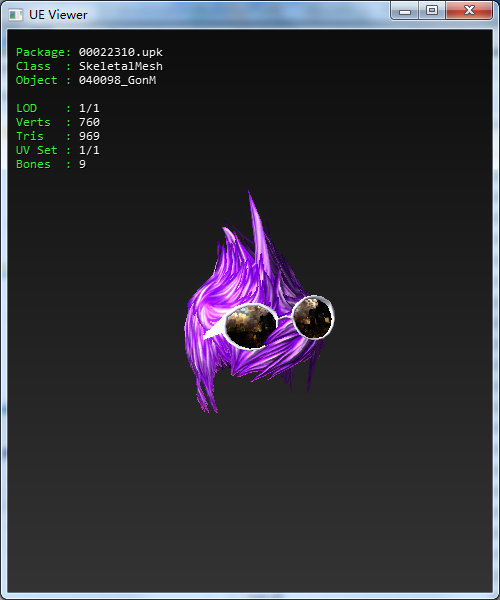 UE Viewer
Package: 00022310.upk
Class : SkeletalMesh
Object : 040098_GonM
LOD : 1/1
Verts : 760
Tris : 969
UV Set : 1/1
Bones : 9